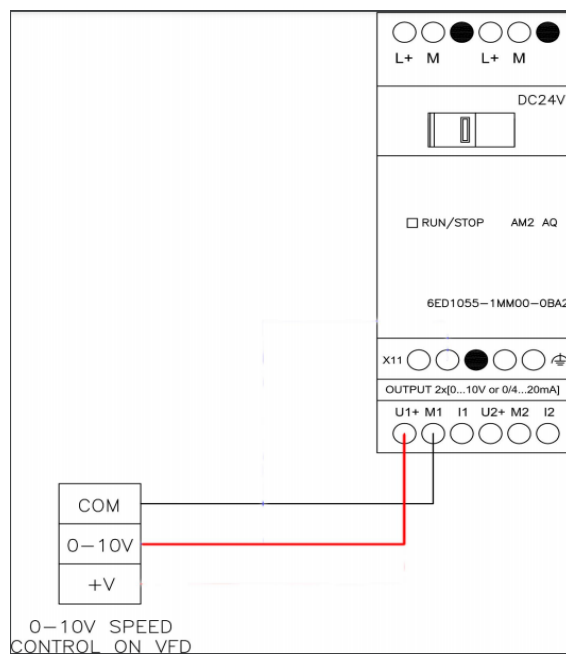 L+ M L+ M
DC24V
RUN/STOP AM2 AQ
6ED1055-1MM00-0BA2
X11
OUTPUT 2x[0...10V or 0/4...20mA]
U1+ M1 I1 U2+ M2 I2
COM
0-10V
+V
0-10V SPEED
CONTROL ON VFD